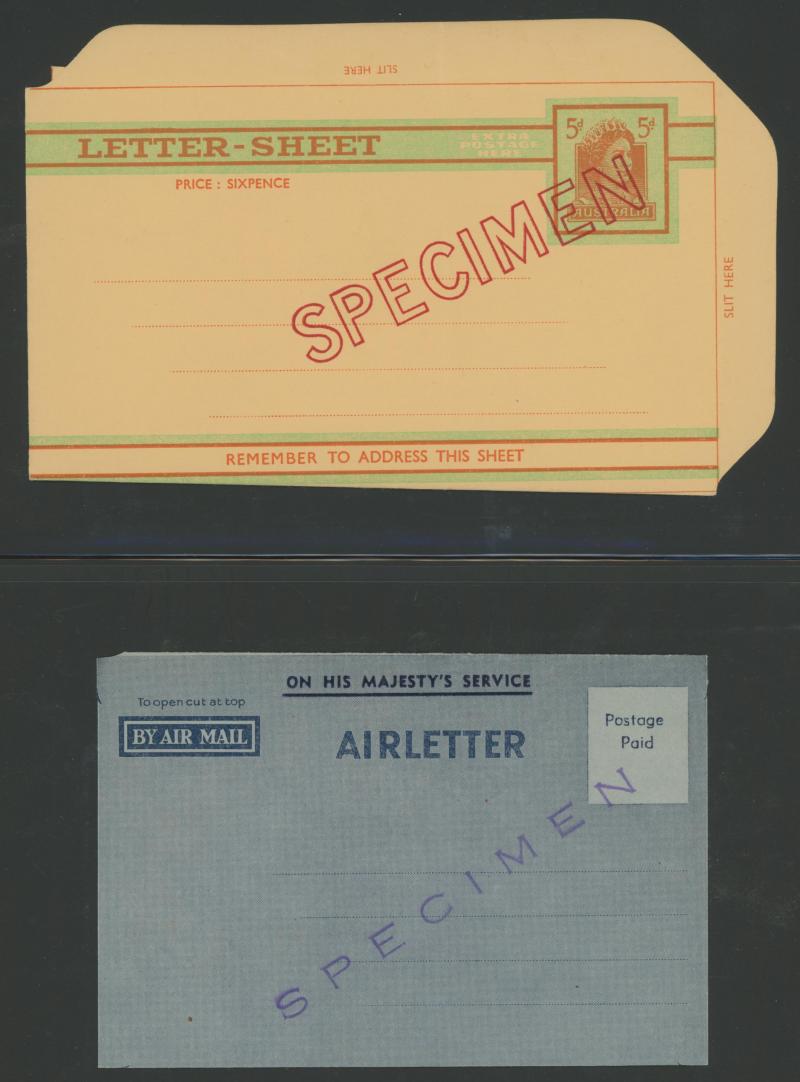 SLIT HERE
5d 5d
EXTRA
POSTAGE
HERE
LETTER-SHEET
PRICE : SIXPENCE
AUSTRALIA
SPECIMEN
SLIT HERE
REMEMBER TO ADDRESS THIS SHEET
ON HIS MAJESTY'S SERVICE
To open cut at top
BY AIR MAIL
AIRLETTER
Postage
Paid
SPECIMEN